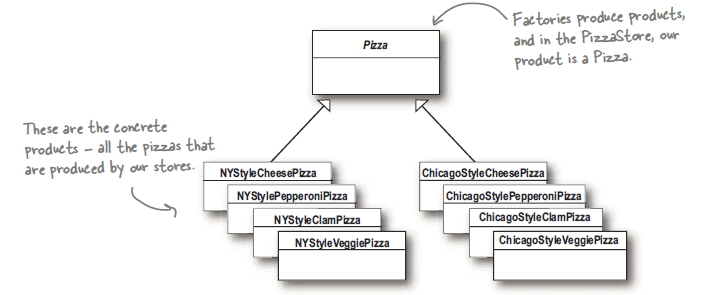 Factories produce products,
and in the PizzaStore, our
product is a Pizza.
Pizza
These are the concrete
products – all the pizzas that
are produced by our stores.
NYStyleCheesePizza
NYStylePepperoniPizza
NYStyleClamPizza
NYStyleVeggiePizza
ChicagoStyleCheesePizza
ChicagoStylePepperoniPizza
ChicagoStyleClamPizza
ChicagoStyleVeggiePizza